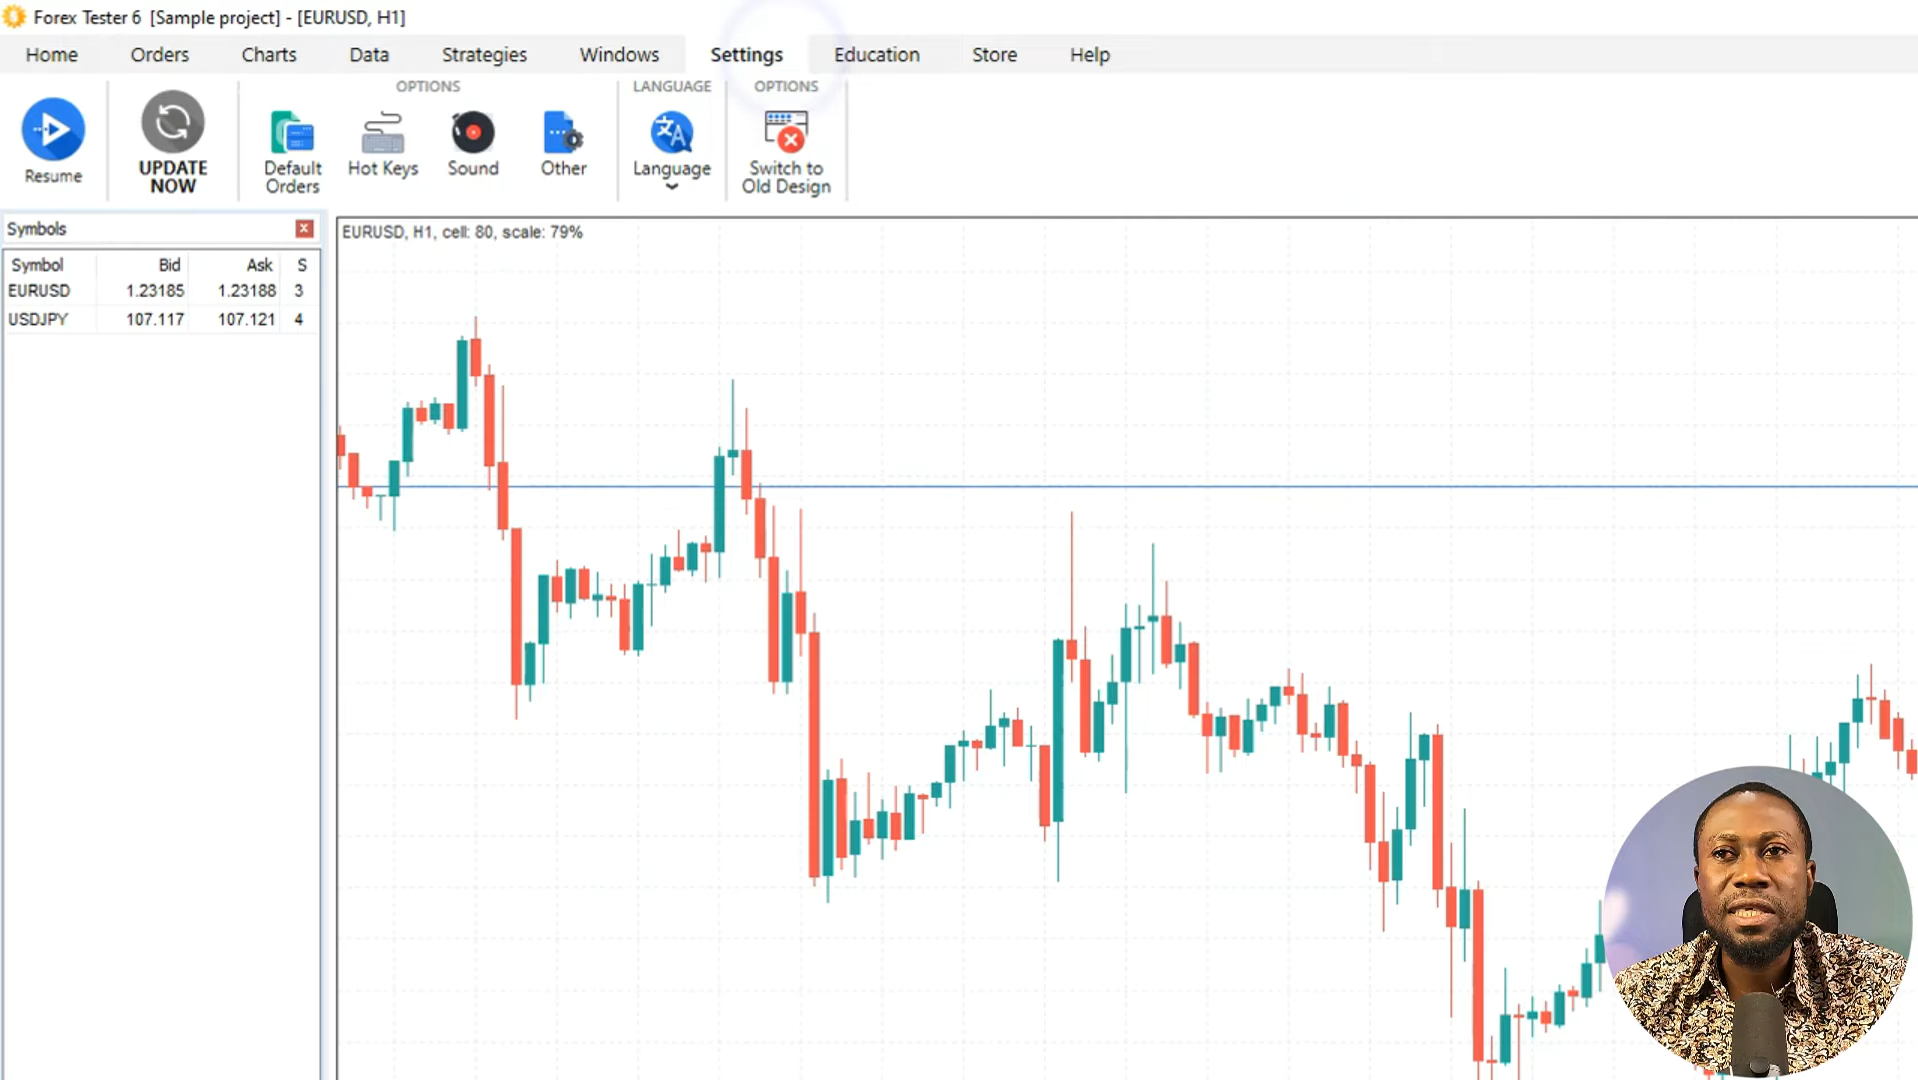 Forex Tester 6 [Sample project] - [EURUSD, H1]
Home Orders Charts Data Strategies Windows Settings Education Store Help
OPTIONS LANGUAGE OPTIONS
Resume
UPDATE NOW
Default Orders
Hot Keys
Sound
Other
Language
Switch to Old Design
Symbols
EURUSD, H1, cell: 80, scale: 79%
Symbol Bid Ask S
EURUSD 1.23185 1.23188 3
USDJPY 107.117 107.121 4